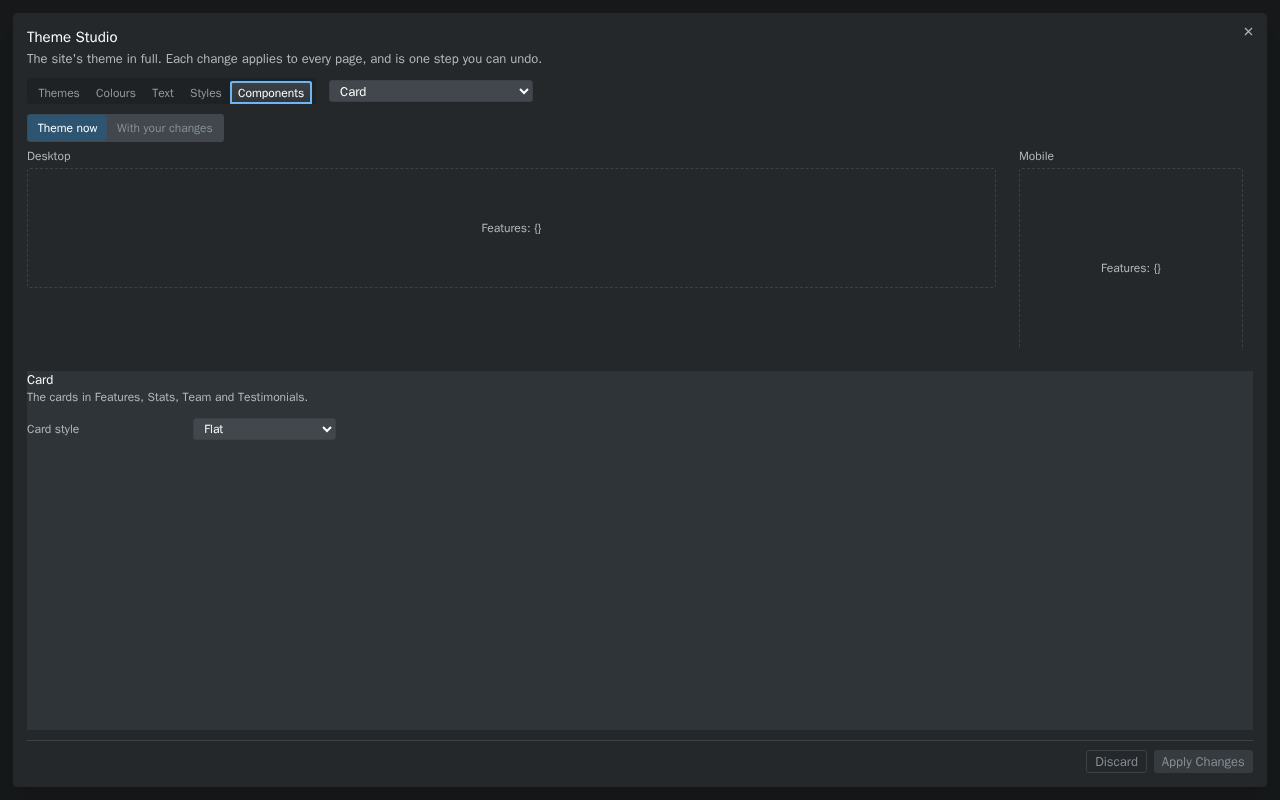 Theme Studio
×
The site's theme in full. Each change applies to every page, and is one step you can undo.
Themes Colours Text Styles Components Card
Theme now With your changes
Desktop Mobile
Features: {}
Features: {}
Card
The cards in Features, Stats, Team and Testimonials.
Card style Flat
Discard Apply Changes